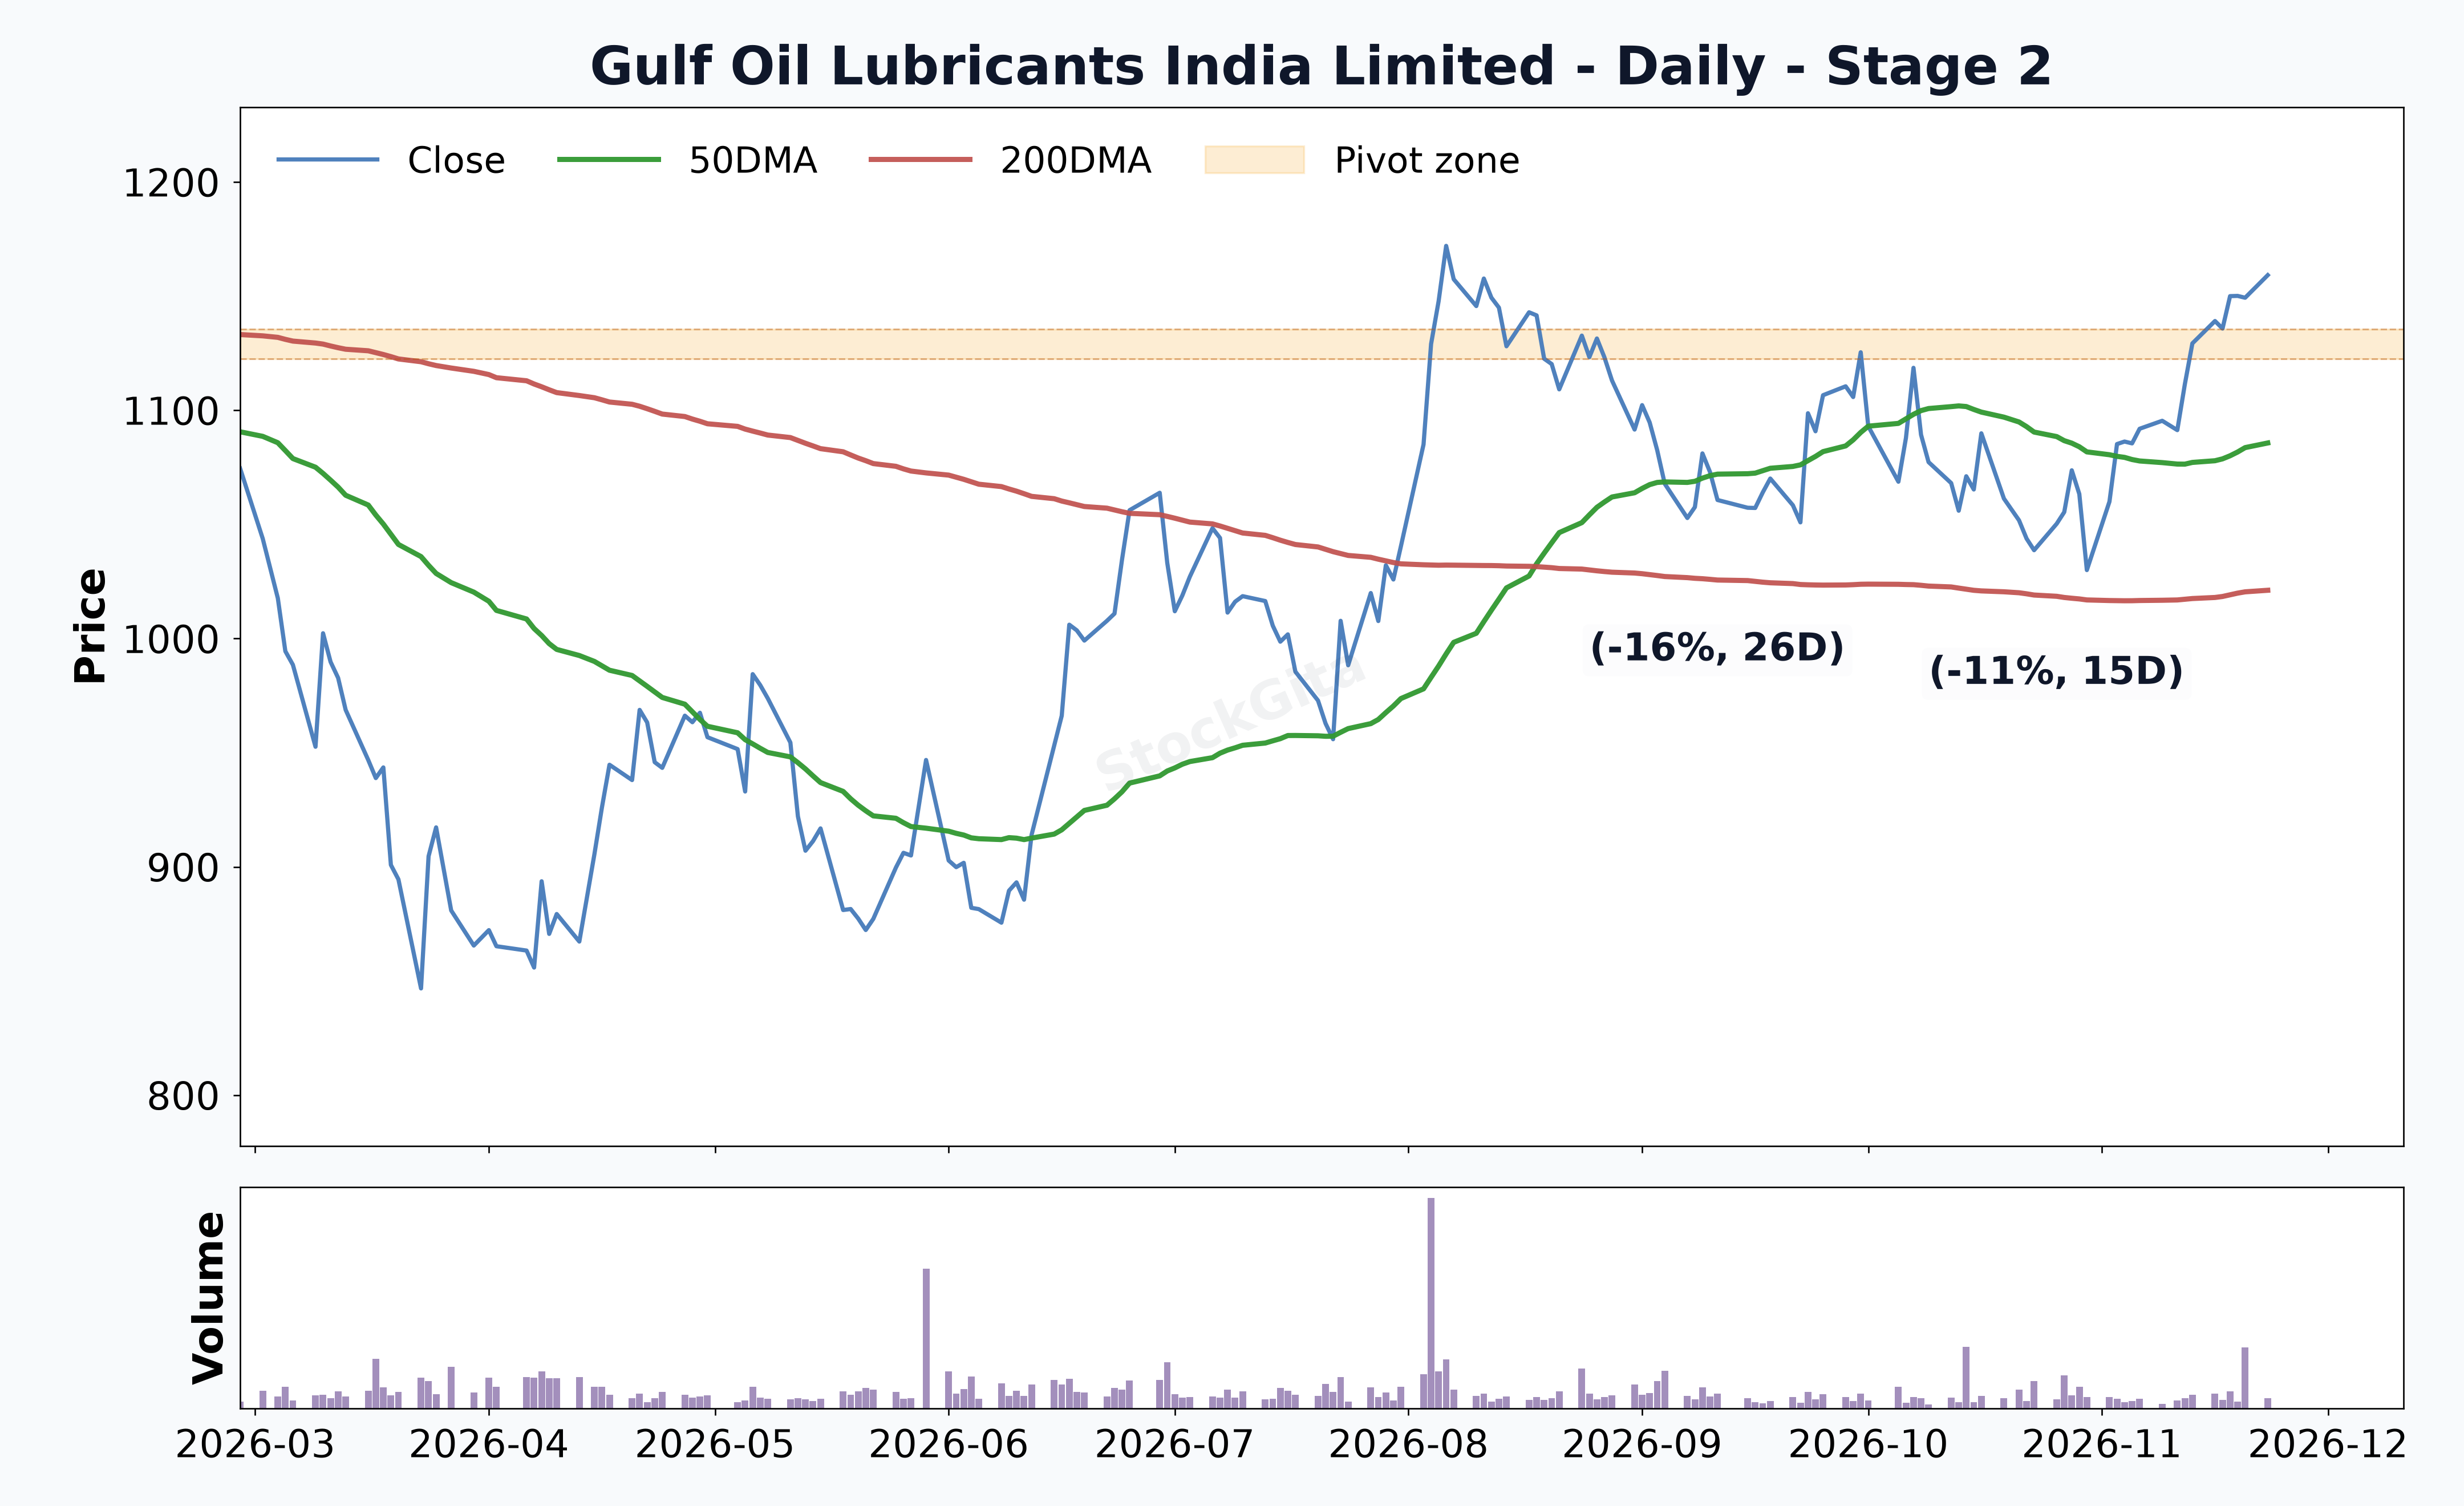 Gulf Oil Lubricants India Limited - Daily - Stage 2
Close 50DMA 200DMA Pivot zone
Price
1200
1100
1000
900
800
(-16%, 26D)
(-11%, 15D)
StockGita
Volume
2026-03 2026-04 2026-05 2026-06 2026-07 2026-08 2026-09 2026-10 2026-11 2026-12